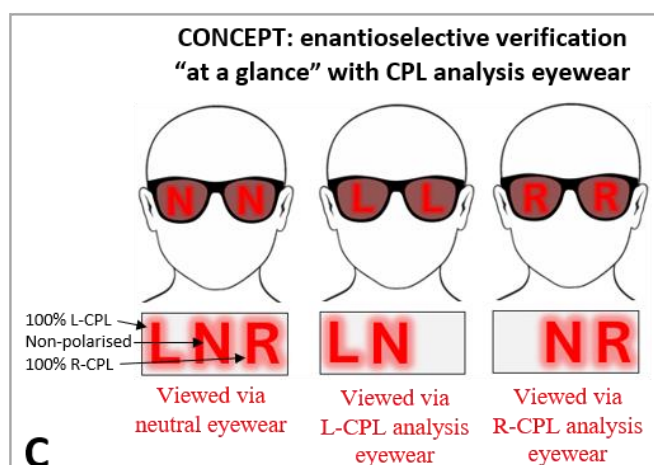 CONCEPT: enantioselective verification
“at a glance” with CPL analysis eyewear
N N
L L
R R
100% L-CPL
Non-polarised
100% R-CPL
LNR
LN
NR
Viewed via
neutral eyewear
Viewed via
L-CPL analysis
eyewear
Viewed via
R-CPL analysis
eyewear
C